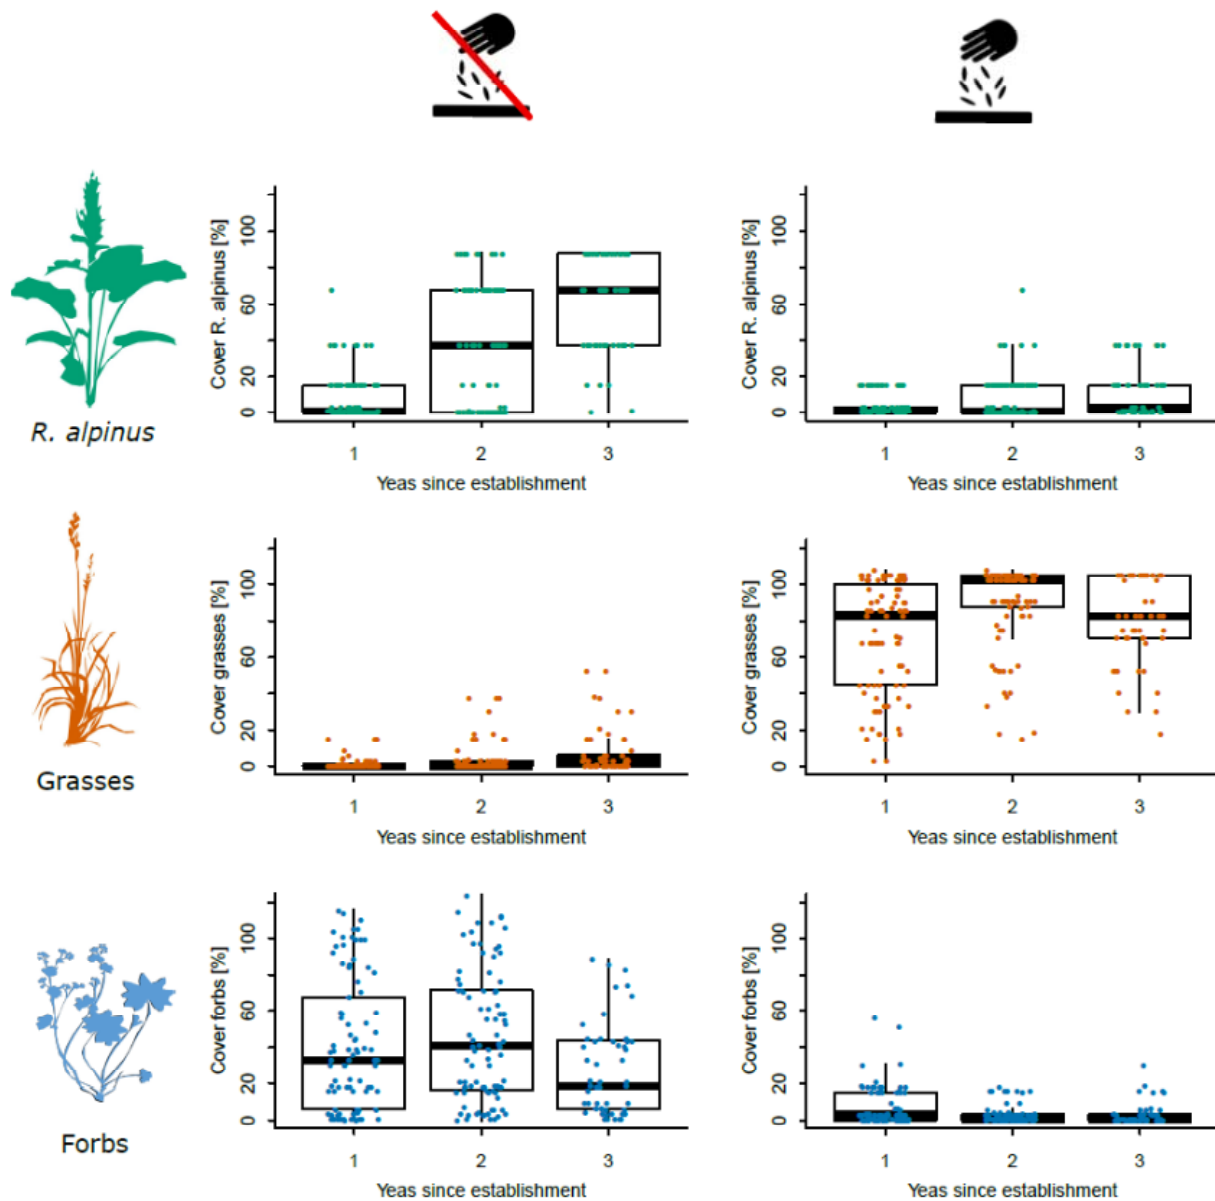 Cover R. alpinus [%]
100
60
20
0
1 2 3
Yeas since establishment
Cover R. alpinus [%]
100
60
20
0
1 2 3
Yeas since establishment
R. alpinus
Cover grasses [%]
100
60
20
0
1 2 3
Yeas since establishment
Cover grasses [%]
100
60
20
0
1 2 3
Yeas since establishment
Grasses
Cover forbs [%]
100
60
20
0
1 2 3
Yeas since establishment
Cover forbs [%]
100
60
20
0
1 2 3
Yeas since establishment
Forbs